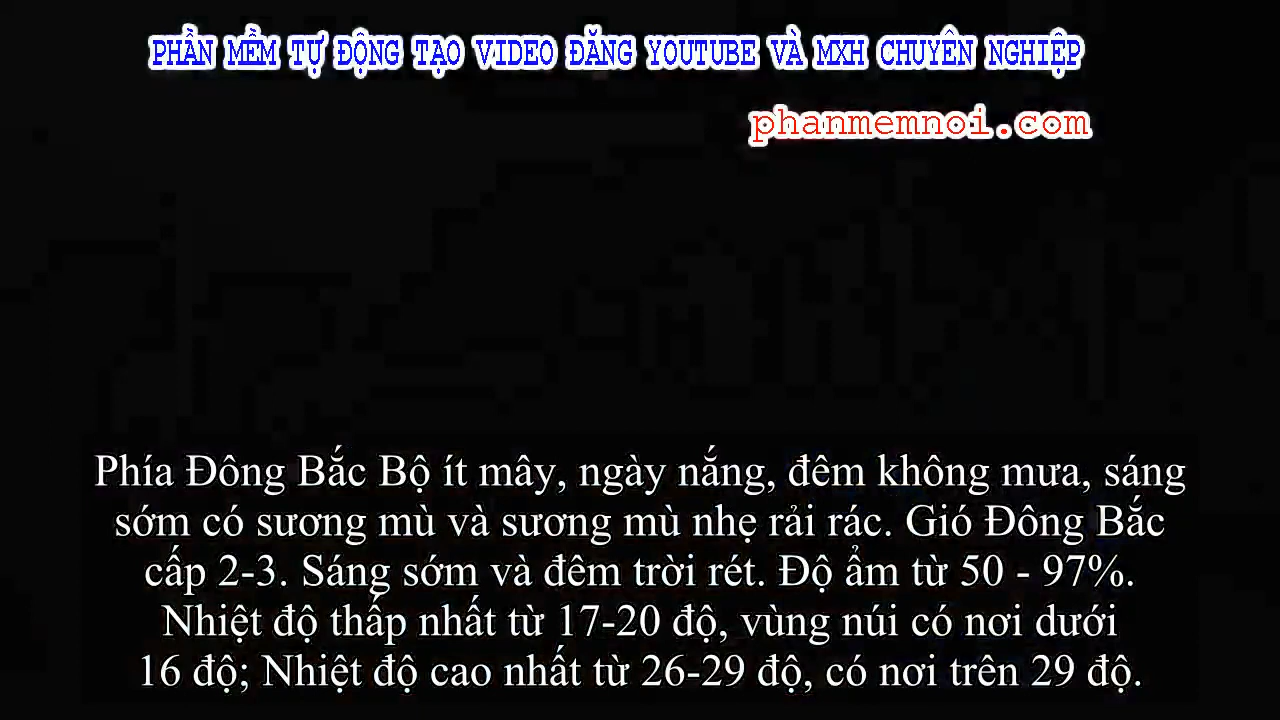 PHẦN MỀM TỰ ĐỘNG TẠO VIDEO ĐĂNG YOUTUBE VÀ MXH CHUYÊN NGHIỆP
phanmemnoi.com
Phía Đông Bắc Bộ ít mây, ngày nắng, đêm không mưa, sáng
sớm có sương mù và sương mù nhẹ rải rác. Gió Đông Bắc
cấp 2-3. Sáng sớm và đêm trời rét. Độ ẩm từ 50 - 97%.
Nhiệt độ thấp nhất từ 17-20 độ, vùng núi có nơi dưới
16 độ; Nhiệt độ cao nhất từ 26-29 độ, có nơi trên 29 độ.